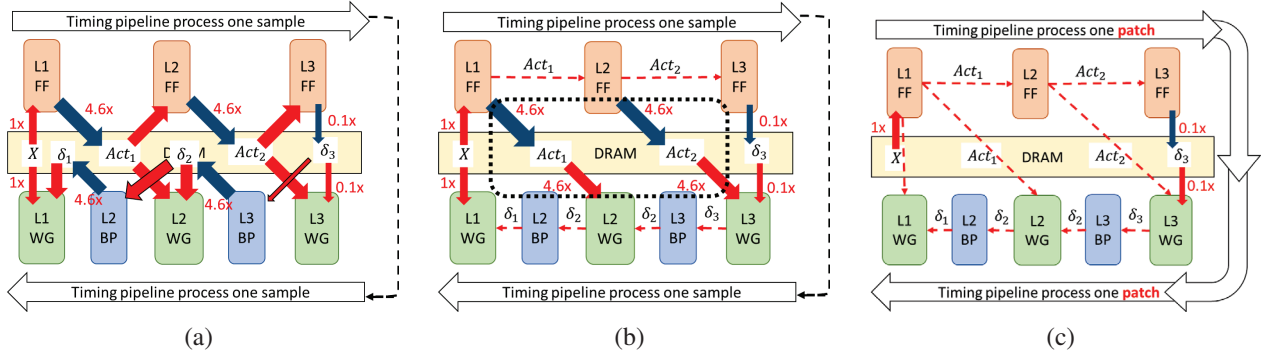 Timing pipeline process one sample
L1 FF
L2 FF
L3 FF
4.6x
4.6x
0.1x
1x
X
δ₁
Act₁
DRAM
δ₂
Act₂
δ₃
1x
4.6x
4.6x
0.1x
L1 WG
L2 BP
L2 WG
L3 BP
L3 WG
Timing pipeline process one sample
(a)
Timing pipeline process one sample
L1 FF
Act₁
L2 FF
Act₂
L3 FF
4.6x
4.6x
0.1x
1x
X
Act₁
DRAM
Act₂
δ₃
1x
4.6x
4.6x
0.1x
L1 WG
δ₁
L2 BP
δ₂
L2 WG
δ₂
L3 BP
δ₃
L3 WG
Timing pipeline process one sample
(b)
Timing pipeline process one patch
L1 FF
Act₁
L2 FF
Act₂
L3 FF
1x
0.1x
X
Act₁
DRAM
Act₂
δ₃
0.1x
L1 WG
δ₁
L2 BP
δ₂
L2 WG
δ₂
L3 BP
δ₃
L3 WG
Timing pipeline process one patch
(c)